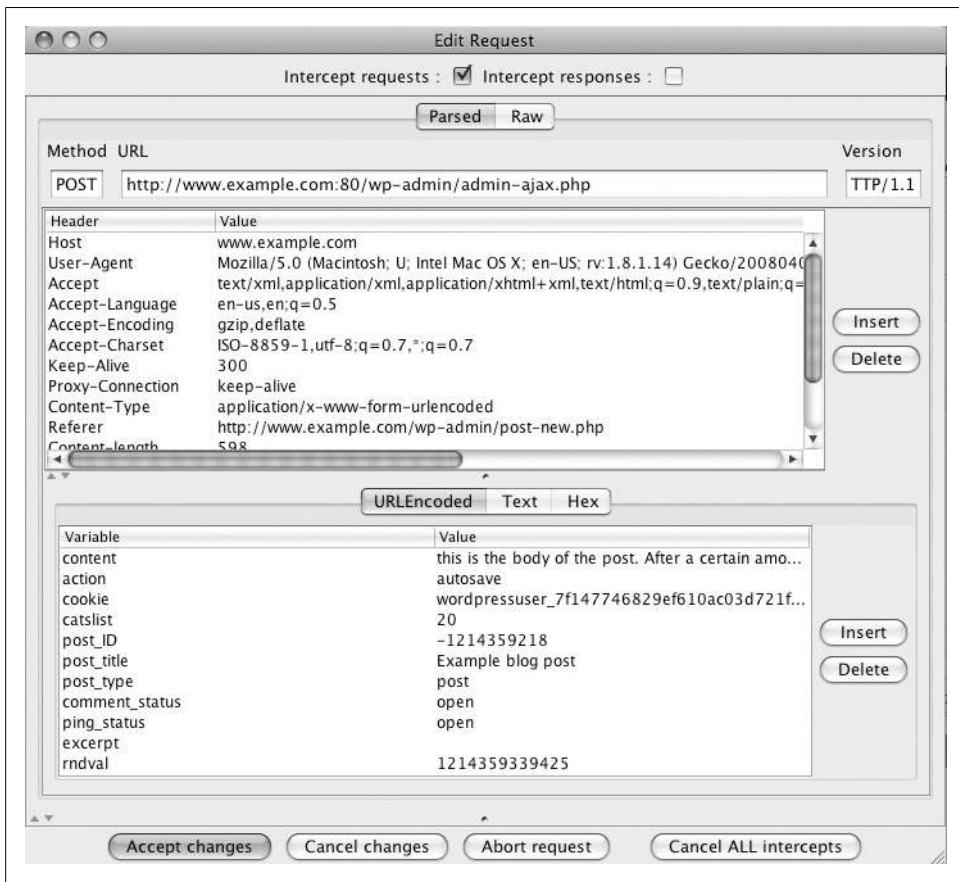 Edit Request
Intercept requests : Intercept responses :
Parsed Raw
Method URL Version
POST http://www.example.com:80/wp-admin/admin-ajax.php TTP/1.1
Header Value
Host www.example.com
User-Agent Mozilla/5.0 (Macintosh; U; Intel Mac OS X; en-US; rv:1.8.1.14) Gecko/2008040
Accept text/xml,application/xml,application/xhtml+xml,text/html;q=0.9,text/plain;q=
Accept-Language en-us,en;q=0.5
Accept-Encoding gzip,deflate
Accept-Charset ISO-8859-1,utf-8;q=0.7,*;q=0.7
Keep-Alive 300
Proxy-Connection keep-alive
Content-Type application/x-www-form-urlencoded
Referer http://www.example.com/wp-admin/post-new.php
Content-length 598
Insert
Delete
URLEncoded Text Hex
Variable Value
content this is the body of the post. After a certain amo...
action autosave
cookie wordpressuser_7f147746829ef610ac03d721f...
catslist 20
post_ID -1214359218
post_title Example blog post
post_type post
comment_status open
ping_status open
excerpt
rndval 1214359339425
Insert
Delete
Accept changes Cancel changes Abort request Cancel ALL intercepts